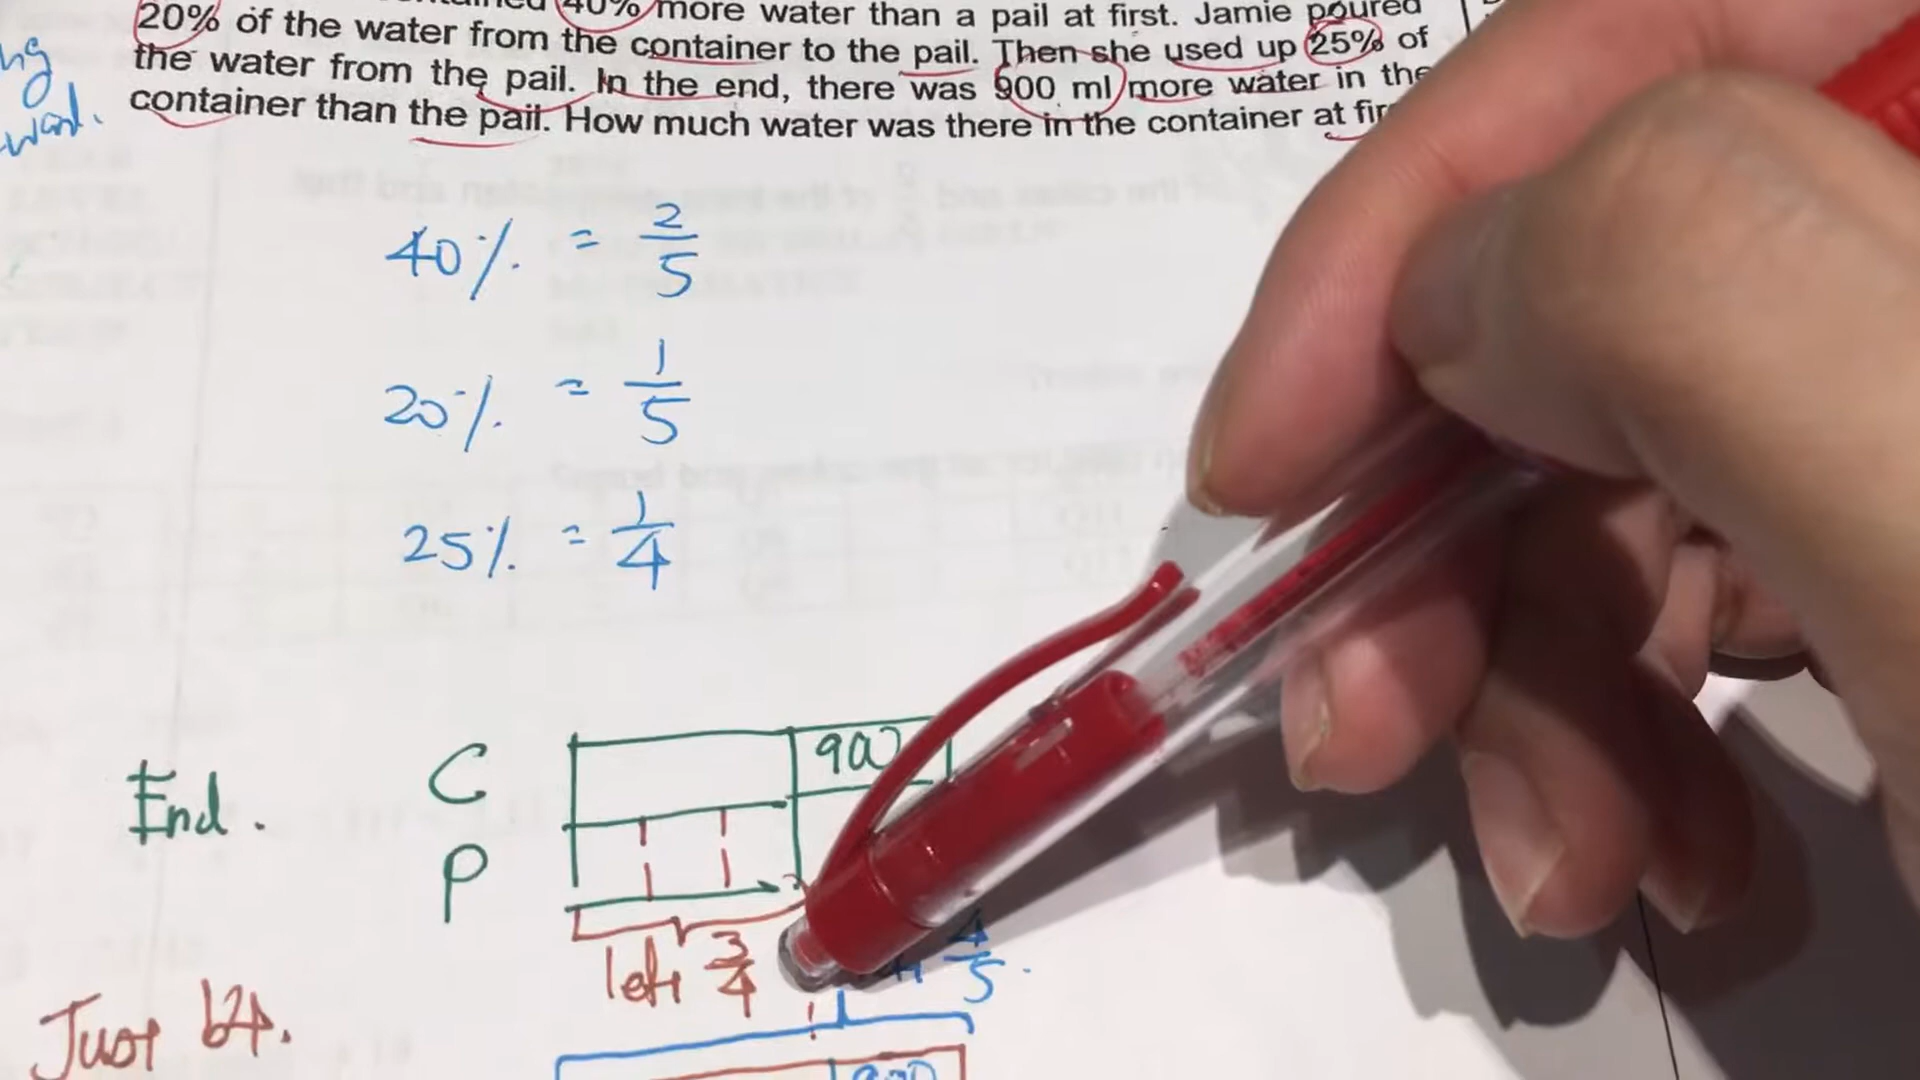 40% more water than a pail at first. Jamie poured
20% of the water from the container to the pail. Then she used up 25% of
the water from the pail. In the end, there was 900 ml more water in the
container than the pail. How much water was there in the container at
40% = 2/5
20% = 1/5
25% = 1/4
End. C 900
P
left 3/4 4/5.
Just b4.
900